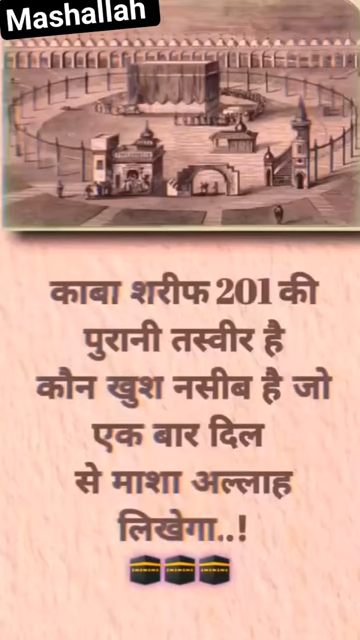 Mashallah
काबा शरीफ 201 की
पुरानी तस्वीर है
कौन खुश नसीब है जो
एक बार दिल
से माशा अल्लाह
लिखेगा..!
🕋🕋🕋